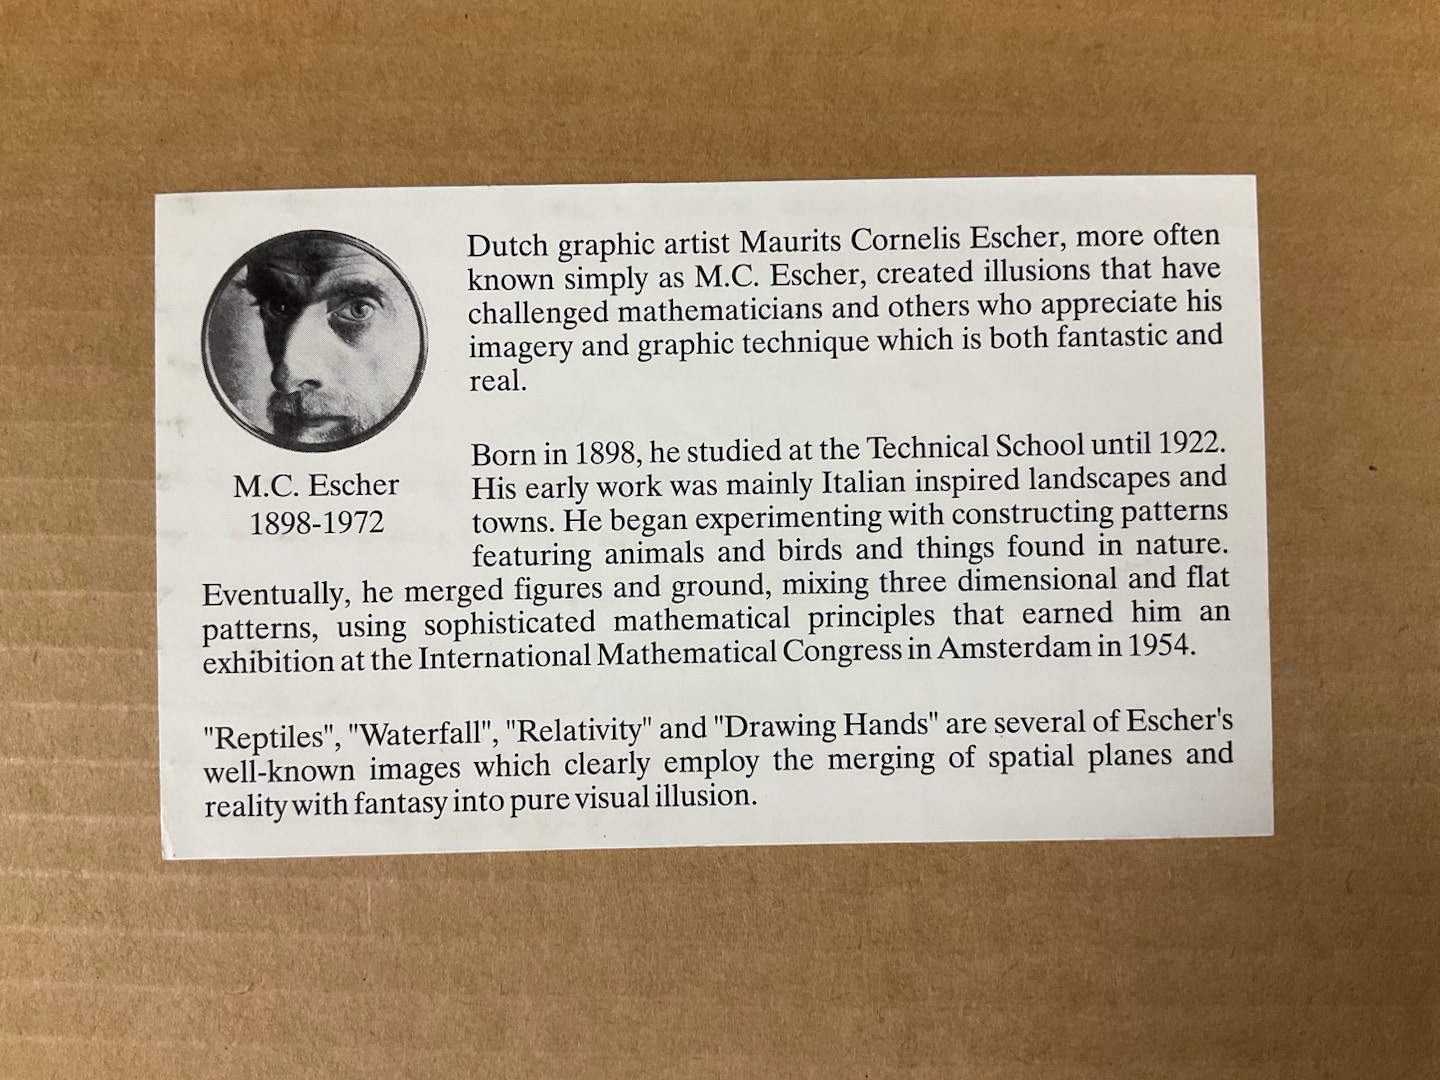 Dutch graphic artist Maurits Cornelis Escher, more often
known simply as M.C. Escher, created illusions that have
challenged mathematicians and others who appreciate his
imagery and graphic technique which is both fantastic and
real.
M.C. Escher
1898-1972
Born in 1898, he studied at the Technical School until 1922.
His early work was mainly Italian inspired landscapes and
towns. He began experimenting with constructing patterns
featuring animals and birds and things found in nature.
Eventually, he merged figures and ground, mixing three dimensional and flat
patterns, using sophisticated mathematical principles that earned him an
exhibition at the International Mathematical Congress in Amsterdam in 1954.
"Reptiles", "Waterfall", "Relativity" and "Drawing Hands" are several of Escher's
well-known images which clearly employ the merging of spatial planes and
reality with fantasy into pure visual illusion.